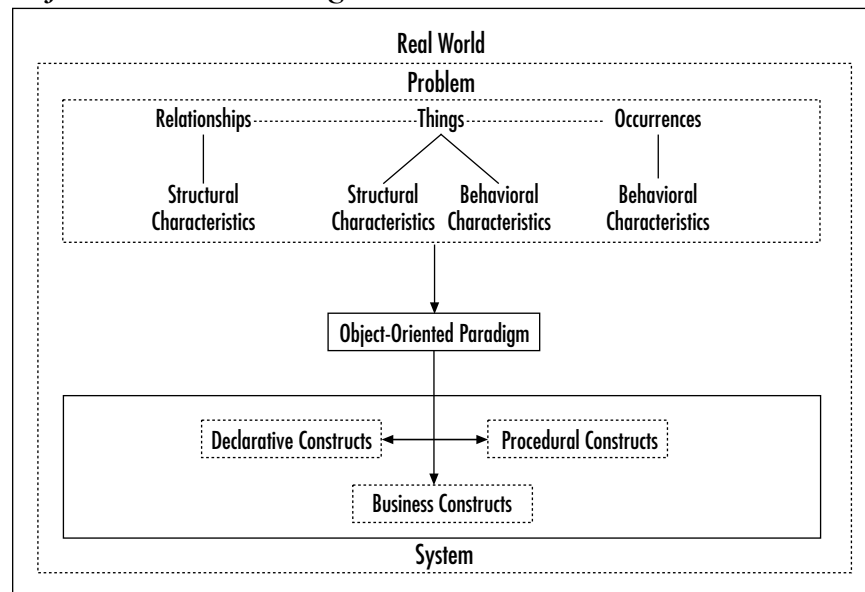 Real World
Problem
Relationships Things Occurrences
Structural Structural Behavioral Behavioral
Characteristics Characteristics Characteristics Characteristics
Object-Oriented Paradigm
Declarative Constructs Procedural Constructs
Business Constructs
System